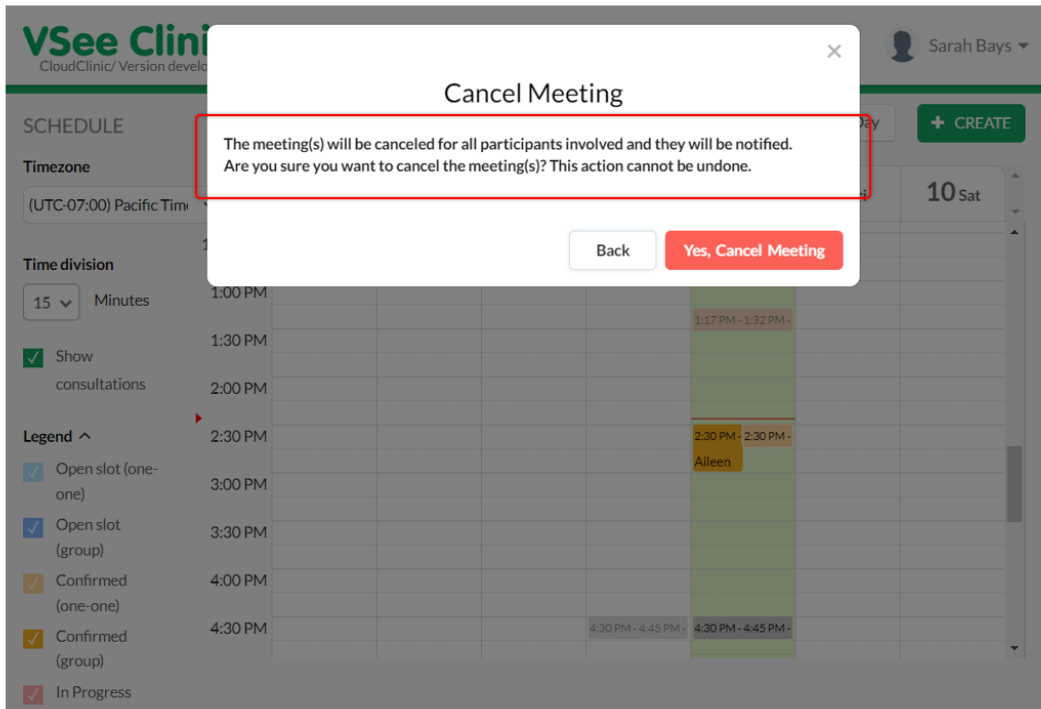 VSee Clini
CloudClinic/ Version develo
Sarah Bays
Cancel Meeting
The meeting(s) will be canceled for all participants involved and they will be notified.
Are you sure you want to cancel the meeting(s)? This action cannot be undone.
Back
Yes, Cancel Meeting
SCHEDULE
Day
+ CREATE
Timezone
(UTC-07:00) Pacific Time
10 Sat
Time division
15 Minutes
Show
consultations
Legend
Open slot (one-
one)
Open slot
(group)
Confirmed
(one-one)
Confirmed
(group)
In Progress
1:00 PM
1:17 PM - 1:32 PM -
1:30 PM
2:00 PM
2:30 PM
2:30 PM - 2:30 PM -
Aileen
3:00 PM
3:30 PM
4:00 PM
4:30 PM
4:30 PM - 4:45 PM - 4:30 PM - 4:45 PM -